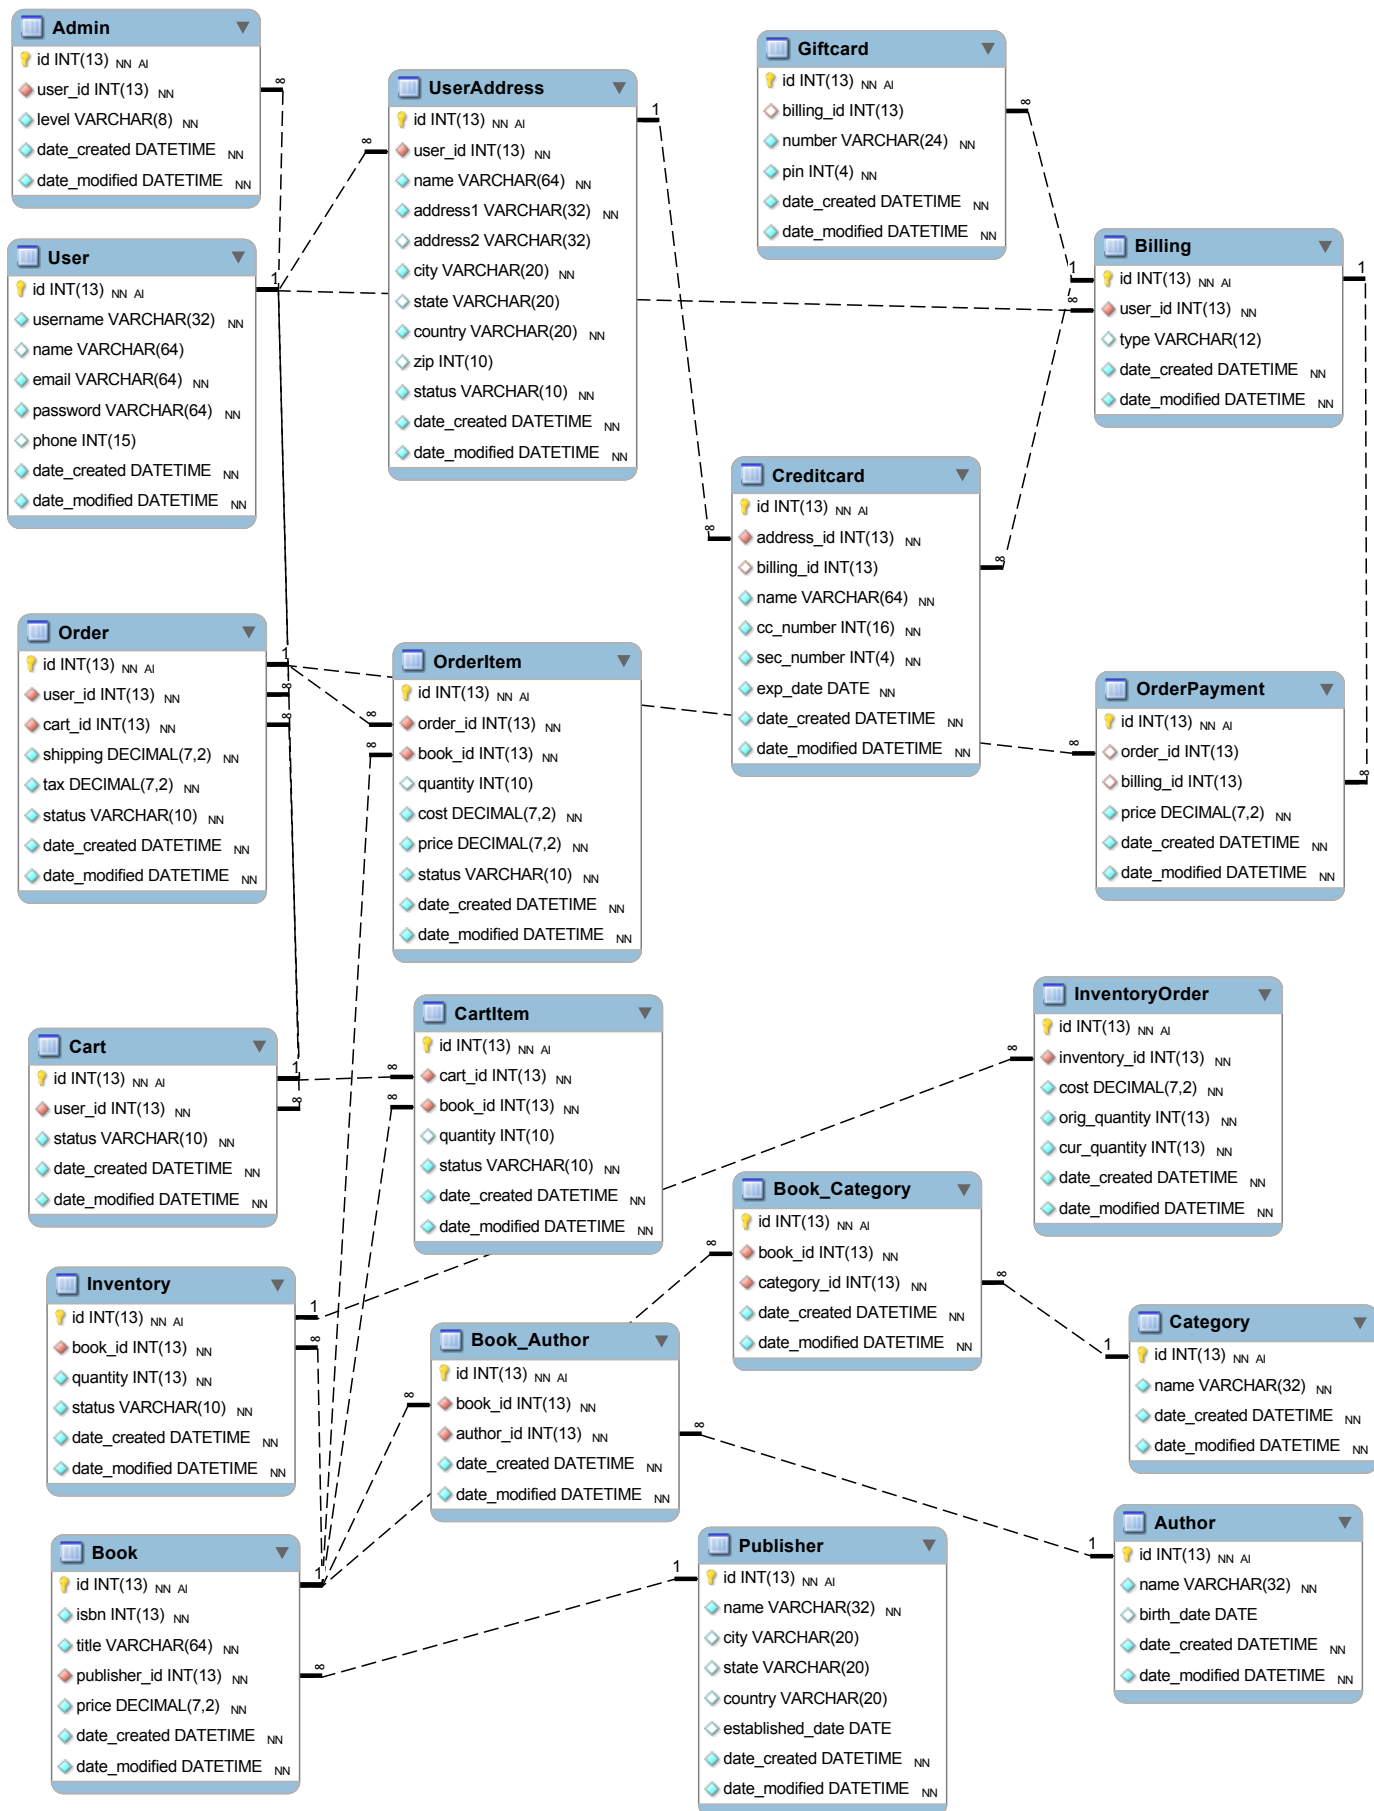 Admin
id INT(13) NN AI
user_id INT(13) NN
level VARCHAR(8) NN
date_created DATETIME NN
date_modified DATETIME NN
∞
User
id INT(13) NN AI
username VARCHAR(32) NN
name VARCHAR(64)
email VARCHAR(64) NN
password VARCHAR(64) NN
phone INT(15)
date_created DATETIME NN
date_modified DATETIME NN
1
UserAddress
id INT(13) NN AI
user_id INT(13) NN
name VARCHAR(64) NN
address1 VARCHAR(32) NN
address2 VARCHAR(32)
city VARCHAR(20) NN
state VARCHAR(20)
country VARCHAR(20) NN
zip INT(10)
status VARCHAR(10) NN
date_created DATETIME NN
date_modified DATETIME NN
∞
1
Giftcard
id INT(13) NN AI
billing_id INT(13)
number VARCHAR(24) NN
pin INT(4) NN
date_created DATETIME NN
date_modified DATETIME NN
∞
Billing
id INT(13) NN AI
user_id INT(13) NN
type VARCHAR(12)
date_created DATETIME NN
date_modified DATETIME NN
1
∞
1
Creditcard
id INT(13) NN AI
address_id INT(13) NN
billing_id INT(13)
name VARCHAR(64) NN
cc_number INT(16) NN
sec_number INT(4) NN
exp_date DATE NN
date_created DATETIME NN
date_modified DATETIME NN
∞
∞
Order
id INT(13) NN AI
user_id INT(13) NN
cart_id INT(13) NN
shipping DECIMAL(7,2) NN
tax DECIMAL(7,2) NN
status VARCHAR(10) NN
date_created DATETIME NN
date_modified DATETIME NN
1
∞
∞
OrderItem
id INT(13) NN AI
order_id INT(13) NN
book_id INT(13) NN
quantity INT(10)
cost DECIMAL(7,2) NN
price DECIMAL(7,2) NN
status VARCHAR(10) NN
date_created DATETIME NN
date_modified DATETIME NN
∞
∞
OrderPayment
id INT(13) NN AI
order_id INT(13)
billing_id INT(13)
price DECIMAL(7,2) NN
date_created DATETIME NN
date_modified DATETIME NN
∞
∞
Cart
id INT(13) NN AI
user_id INT(13) NN
status VARCHAR(10) NN
date_created DATETIME NN
date_modified DATETIME NN
1
∞
CartItem
id INT(13) NN AI
cart_id INT(13) NN
book_id INT(13) NN
quantity INT(10)
status VARCHAR(10) NN
date_created DATETIME NN
date_modified DATETIME NN
∞
∞
InventoryOrder
id INT(13) NN AI
inventory_id INT(13) NN
cost DECIMAL(7,2) NN
orig_quantity INT(13) NN
cur_quantity INT(13) NN
date_created DATETIME NN
date_modified DATETIME NN
∞
Inventory
id INT(13) NN AI
book_id INT(13) NN
quantity INT(13) NN
status VARCHAR(10) NN
date_created DATETIME NN
date_modified DATETIME NN
1
∞
Book_Author
id INT(13) NN AI
book_id INT(13) NN
author_id INT(13) NN
date_created DATETIME NN
date_modified DATETIME NN
∞
∞
Book_Category
id INT(13) NN AI
book_id INT(13) NN
category_id INT(13) NN
date_created DATETIME NN
date_modified DATETIME NN
∞
∞
Category
id INT(13) NN AI
name VARCHAR(32) NN
date_created DATETIME NN
date_modified DATETIME NN
1
Book
id INT(13) NN AI
isbn INT(13) NN
title VARCHAR(64) NN
publisher_id INT(13) NN
price DECIMAL(7,2) NN
date_created DATETIME NN
date_modified DATETIME NN
1
∞
Publisher
id INT(13) NN AI
name VARCHAR(32) NN
city VARCHAR(20)
state VARCHAR(20)
country VARCHAR(20)
established_date DATE
date_created DATETIME NN
date_modified DATETIME NN
1
Author
id INT(13) NN AI
name VARCHAR(32) NN
birth_date DATE
date_created DATETIME NN
date_modified DATETIME NN
1